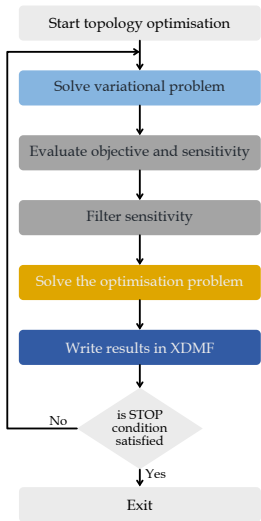 Start topology optimisation
Solve variational problem
Evaluate objective and sensitivity
Filter sensitivity
Solve the optimisation problem
Write results in XDMF
is STOP
condition
satisfied
No
Yes
Exit